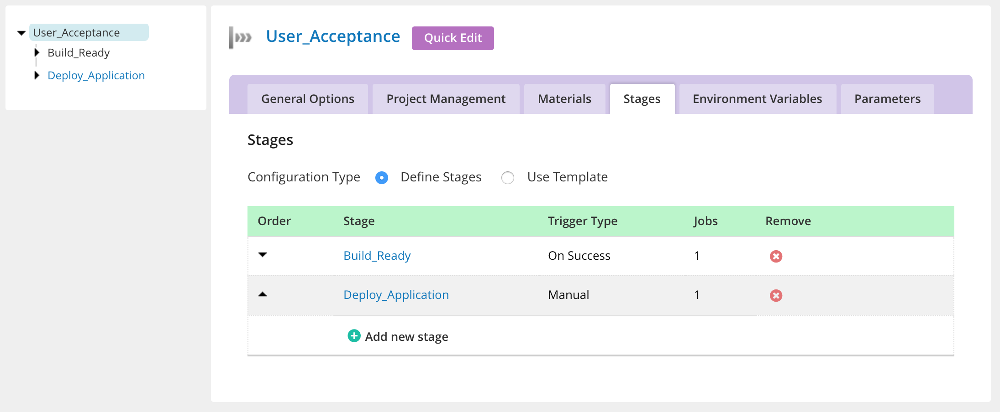 User_Acceptance
Build_Ready
Deploy_Application
User_Acceptance Quick Edit
General Options Project Management Materials Stages Environment Variables Parameters
Stages
Configuration Type Define Stages Use Template
Order Stage Trigger Type Jobs Remove
Build_Ready On Success 1
Deploy_Application Manual 1
Add new stage